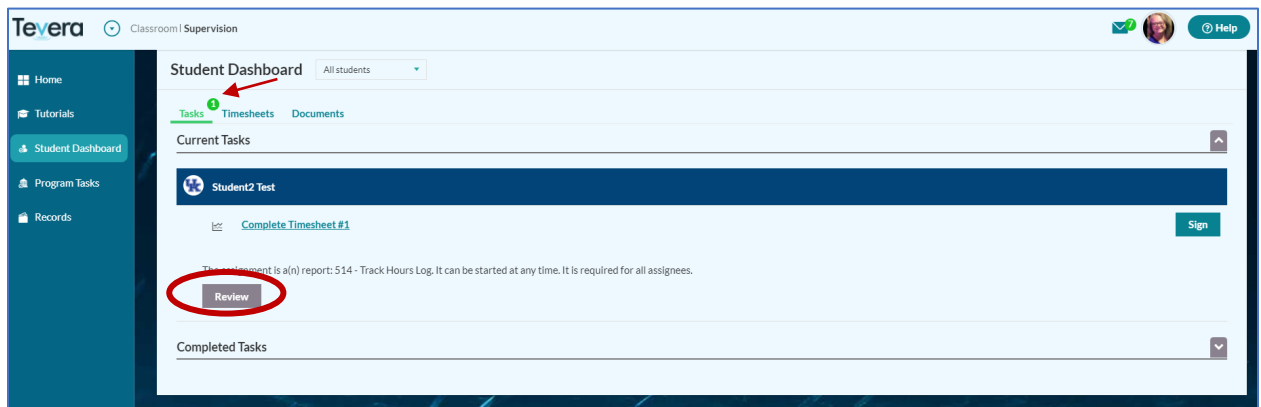 Tevera Classroom | Supervision 7 Help
Student Dashboard All students
Home
Tutorials
Student Dashboard
Program Tasks
Records
Tasks 1 Timesheets Documents
Current Tasks
UK Student2 Test
Complete Timesheet #1 Sign
The assignment is a(n) report: 514 - Track Hours Log. It can be started at any time. It is required for all assignees.
Review
Completed Tasks